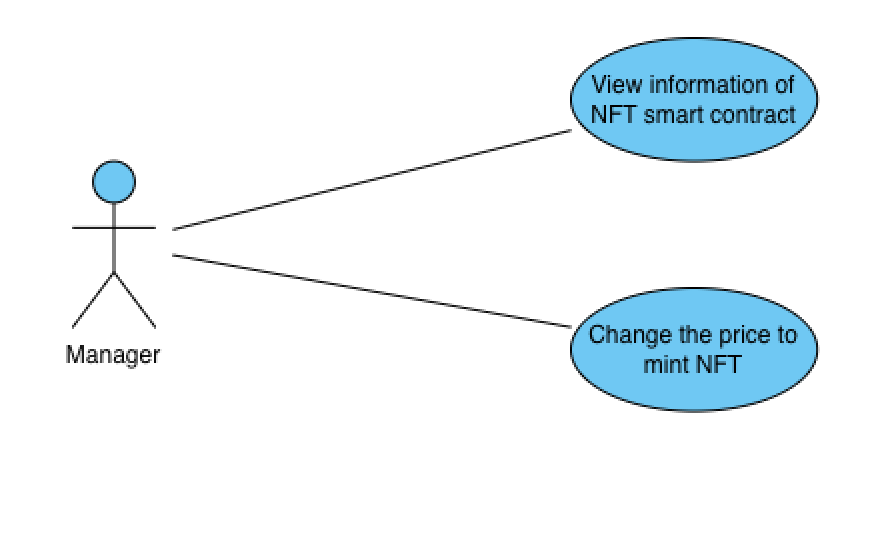 View information of
NFT smart contract
Manager
Change the price to
mint NFT